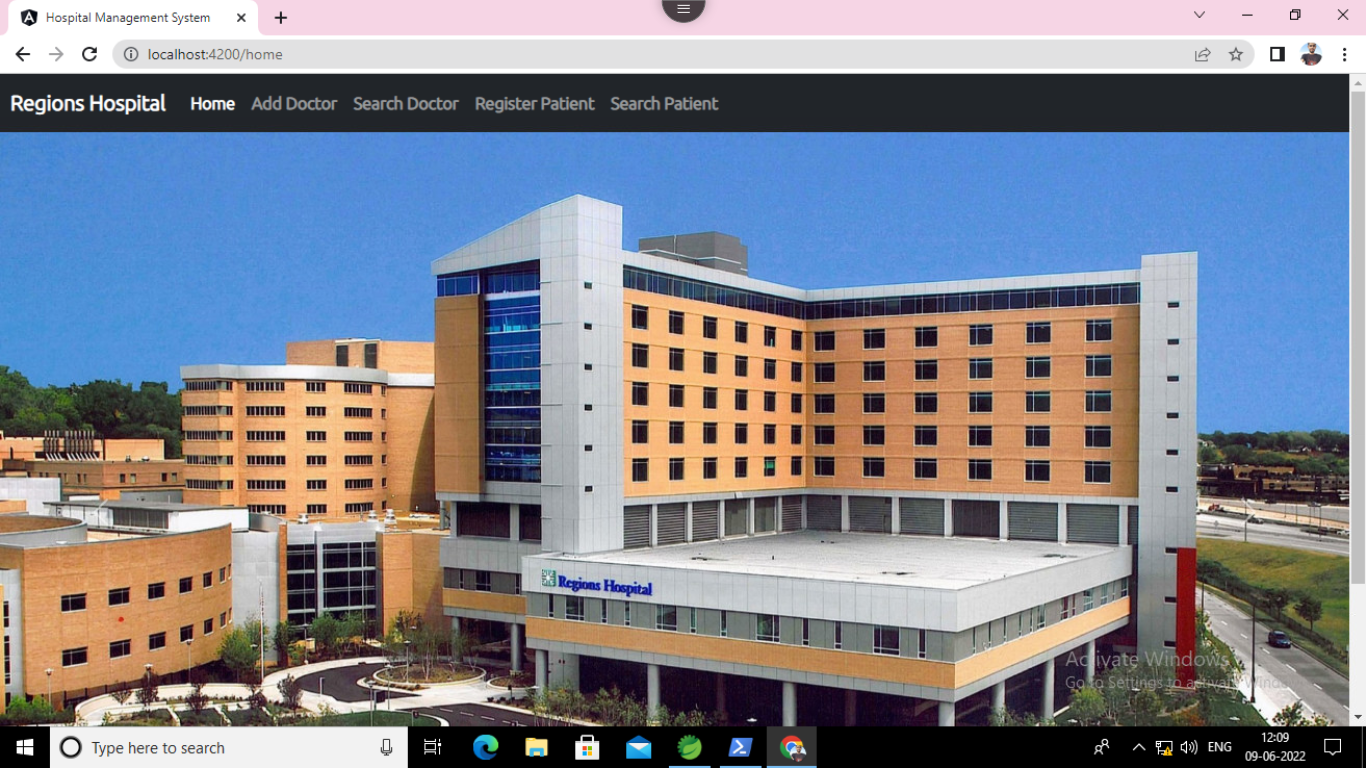 Hospital Management System
localhost:4200/home
Regions Hospital Home Add Doctor Search Doctor Register Patient Search Patient
Regions Hospital
Activate Windows
Go to Settings to activate Windows.
Type here to search
ENG
12:09
09-06-2022